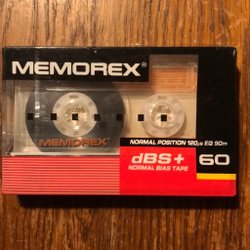 MEMOREX®
MEMOREX
NORMAL POSITION 120µs EQ 90m
dBS+ 60
NORMAL BIAS TAPE